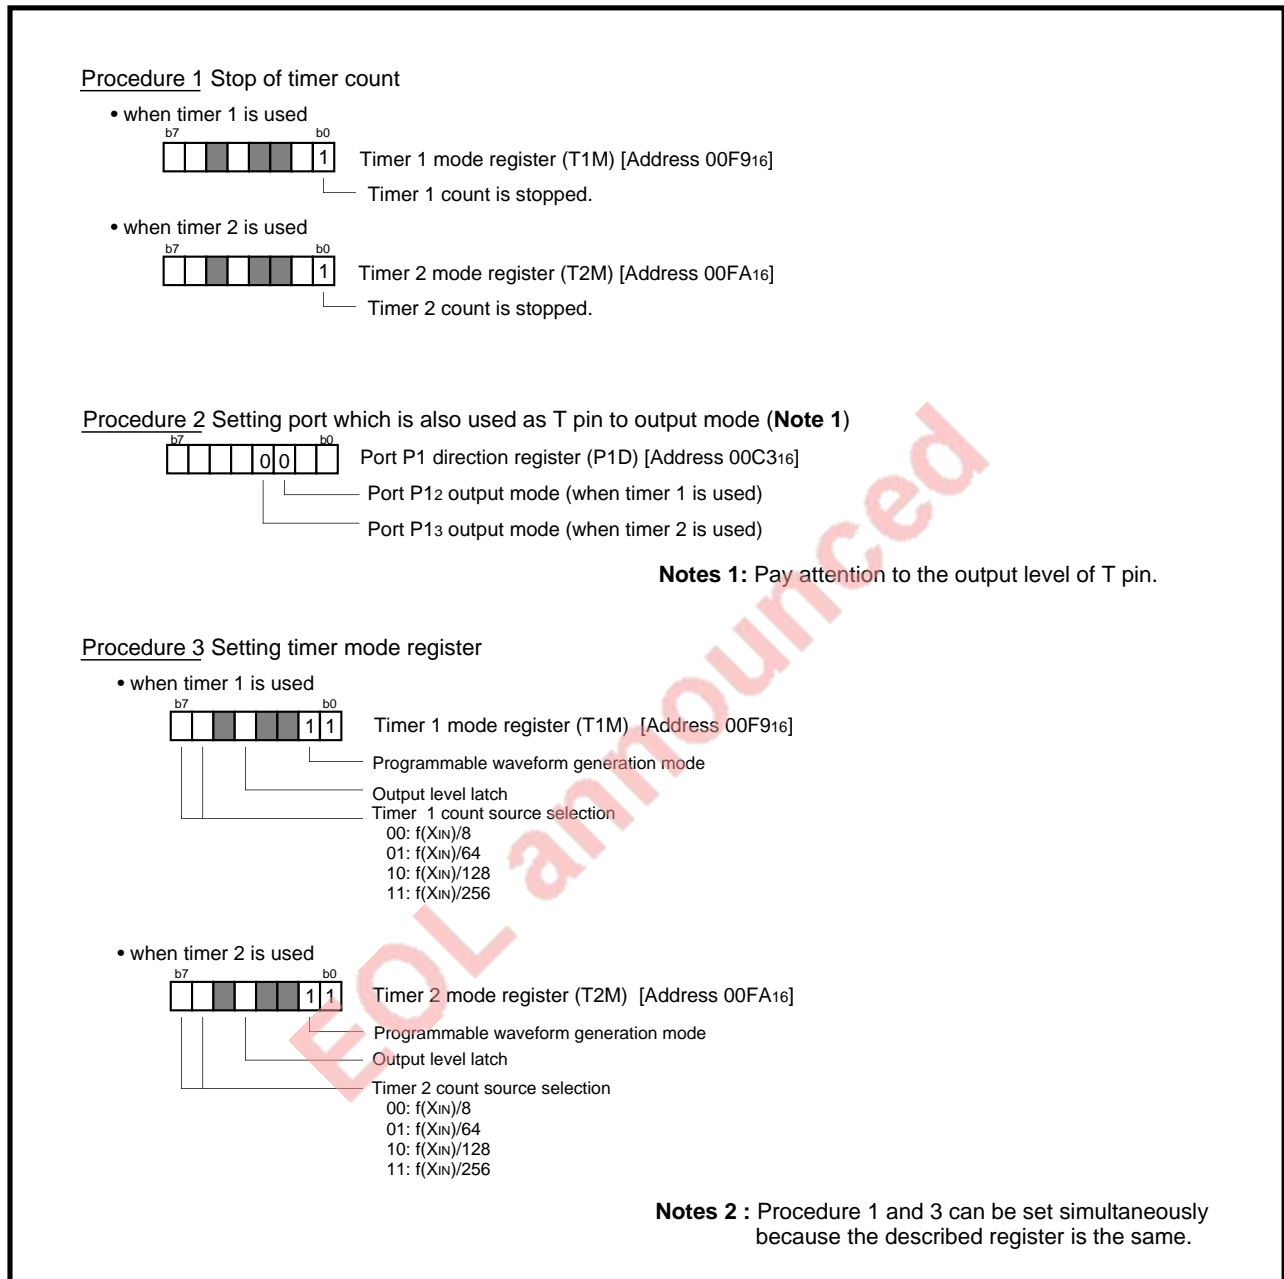 Procedure 1 Stop of timer count
• when timer 1 is used
b7 b0
1 Timer 1 mode register (T1M) [Address 00F916]
Timer 1 count is stopped.
• when timer 2 is used
b7 b0
1 Timer 2 mode register (T2M) [Address 00FA16]
Timer 2 count is stopped.
Procedure 2 Setting port which is also used as T pin to output mode (Note 1)
b7 b0
0 0 Port P1 direction register (P1D) [Address 00C316]
Port P12 output mode (when timer 1 is used)
Port P13 output mode (when timer 2 is used)
Notes 1: Pay attention to the output level of T pin.
Procedure 3 Setting timer mode register
• when timer 1 is used
b7 b0
1 1 Timer 1 mode register (T1M) [Address 00F916]
Programmable waveform generation mode
Output level latch
Timer 1 count source selection
00: f(XIN)/8
01: f(XIN)/64
10: f(XIN)/128
11: f(XIN)/256
• when timer 2 is used
b7 b0
1 1 Timer 2 mode register (T2M) [Address 00FA16]
Programmable waveform generation mode
Output level latch
Timer 2 count source selection
00: f(XIN)/8
01: f(XIN)/64
10: f(XIN)/128
11: f(XIN)/256
Notes 2 : Procedure 1 and 3 can be set simultaneously
because the described register is the same.
EOL announced